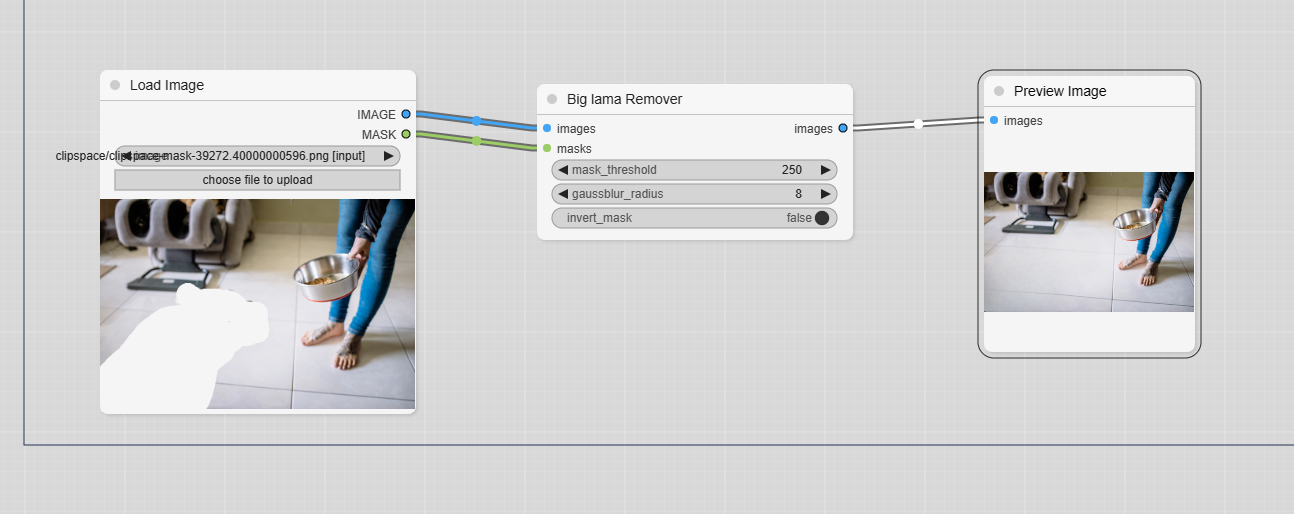 Load Image
IMAGE
MASK
clipspace/clipspace-mask-39272.40000000596.png [input]
choose file to upload
Big lama Remover
images
images
masks
mask_threshold 250
gaussblur_radius 8
invert_mask false
Preview Image
images